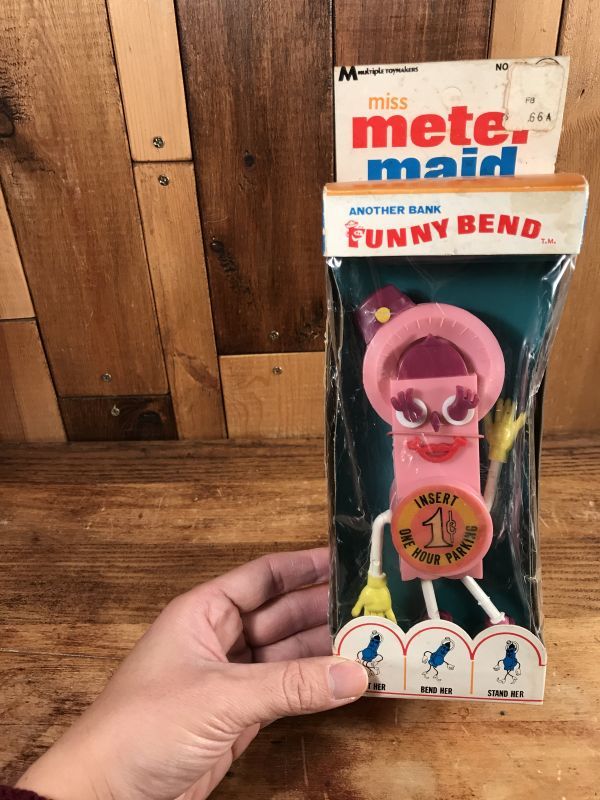 Multiple TOYMAKERS NO
miss
meter
maid
FB
66A
ANOTHER BANK
FUNNY BEND T.M.
INSERT
1¢
ONE HOUR PARKING
HER
BEND HER
STAND HER